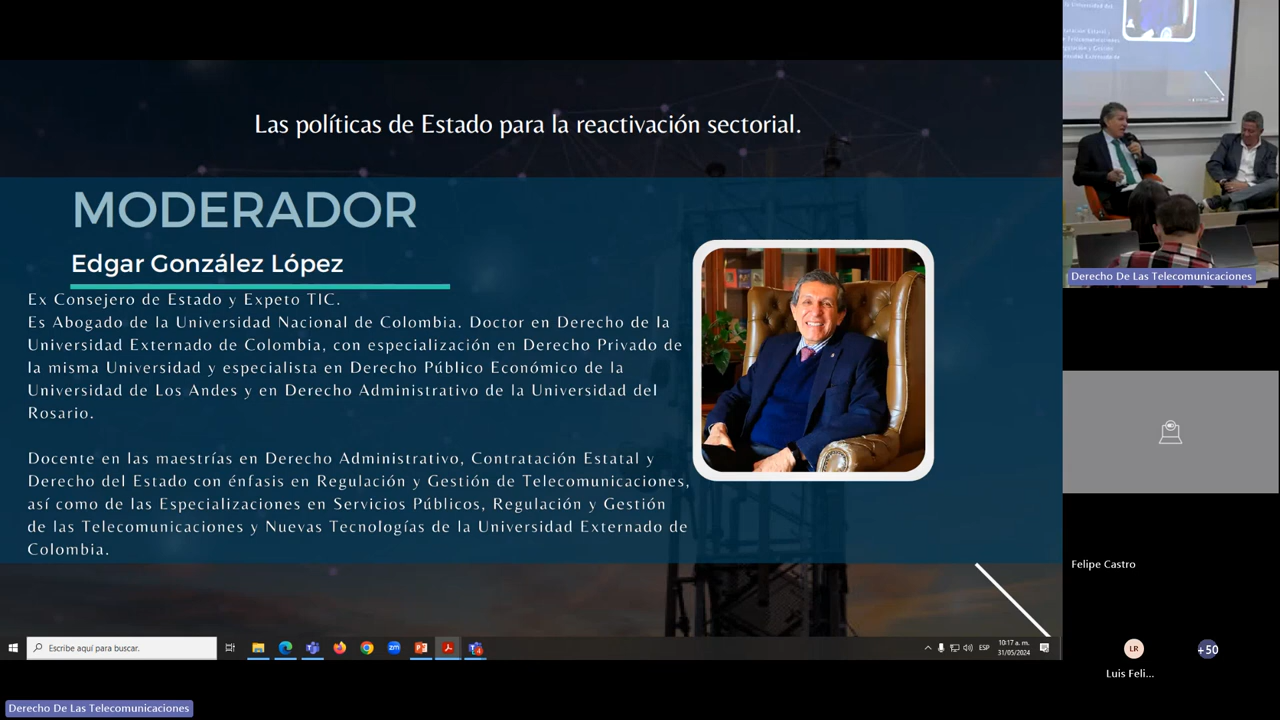 Las políticas de Estado para la reactivación sectorial.
MODERADOR
Edgar González López
Ex Consejero de Estado y Expeto TIC.
Es Abogado de la Universidad Nacional de Colombia. Doctor en Derecho de la
Universidad Externado de Colombia, con especialización en Derecho Privado de
la misma Universidad y especialista en Derecho Público Económico de la
Universidad de Los Andes y en Derecho Administrativo de la Universidad del
Rosario.
Docente en las maestrías en Derecho Administrativo, Contratación Estatal y
Derecho del Estado con énfasis en Regulación y Gestión de Telecomunicaciones,
así como de las Especializaciones en Servicios Públicos, Regulación y Gestión
de las Telecomunicaciones y Nuevas Tecnologías de la Universidad Externado de
Colombia.
Escribe aquí para buscar.
zm
4
ESP
10:17 a. m.
31/05/2024
Derecho De Las Telecomunicaciones
Derecho De Las Telecomunicaciones
Felipe Castro
LR
+50
Luis Feli...